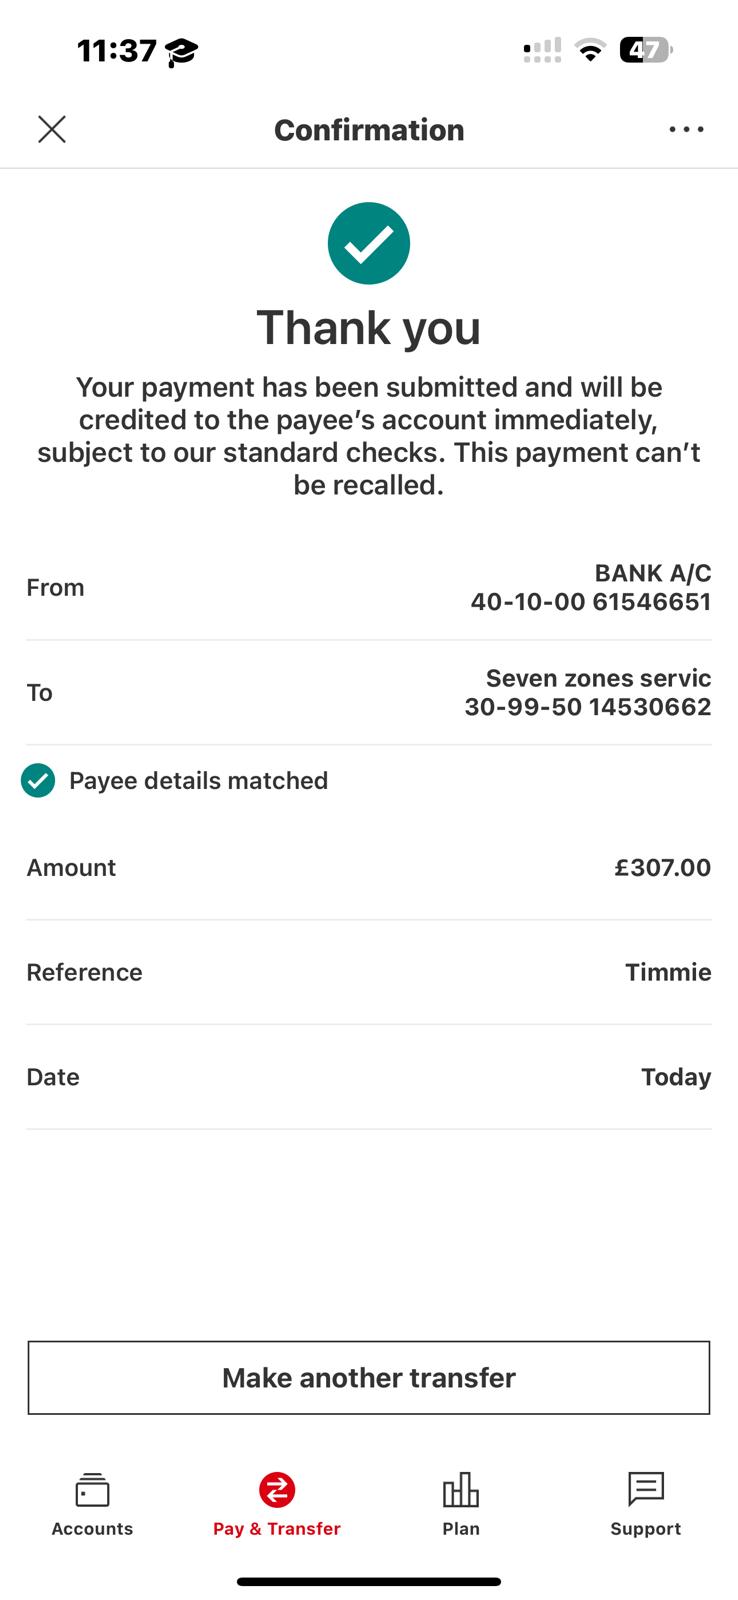 11:37
47
Confirmation
Thank you
Your payment has been submitted and will be
credited to the payee’s account immediately,
subject to our standard checks. This payment can’t
be recalled.
From
BANK A/C
40-10-00 61546651
To
Seven zones servic
30-99-50 14530662
Payee details matched
Amount
£307.00
Reference
Timmie
Date
Today
Make another transfer
Accounts
Pay & Transfer
Plan
Support